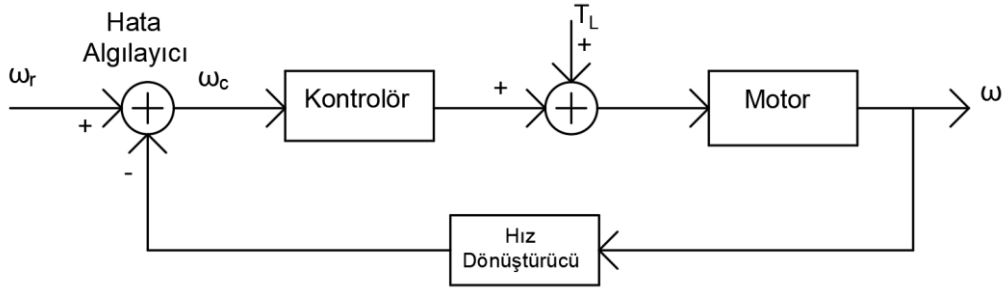 Hata
Algılayıcı
ω_r
+
-
ω_c
Kontrolör
+
T_L
+
Motor
ω
Hız
Dönüştürücü